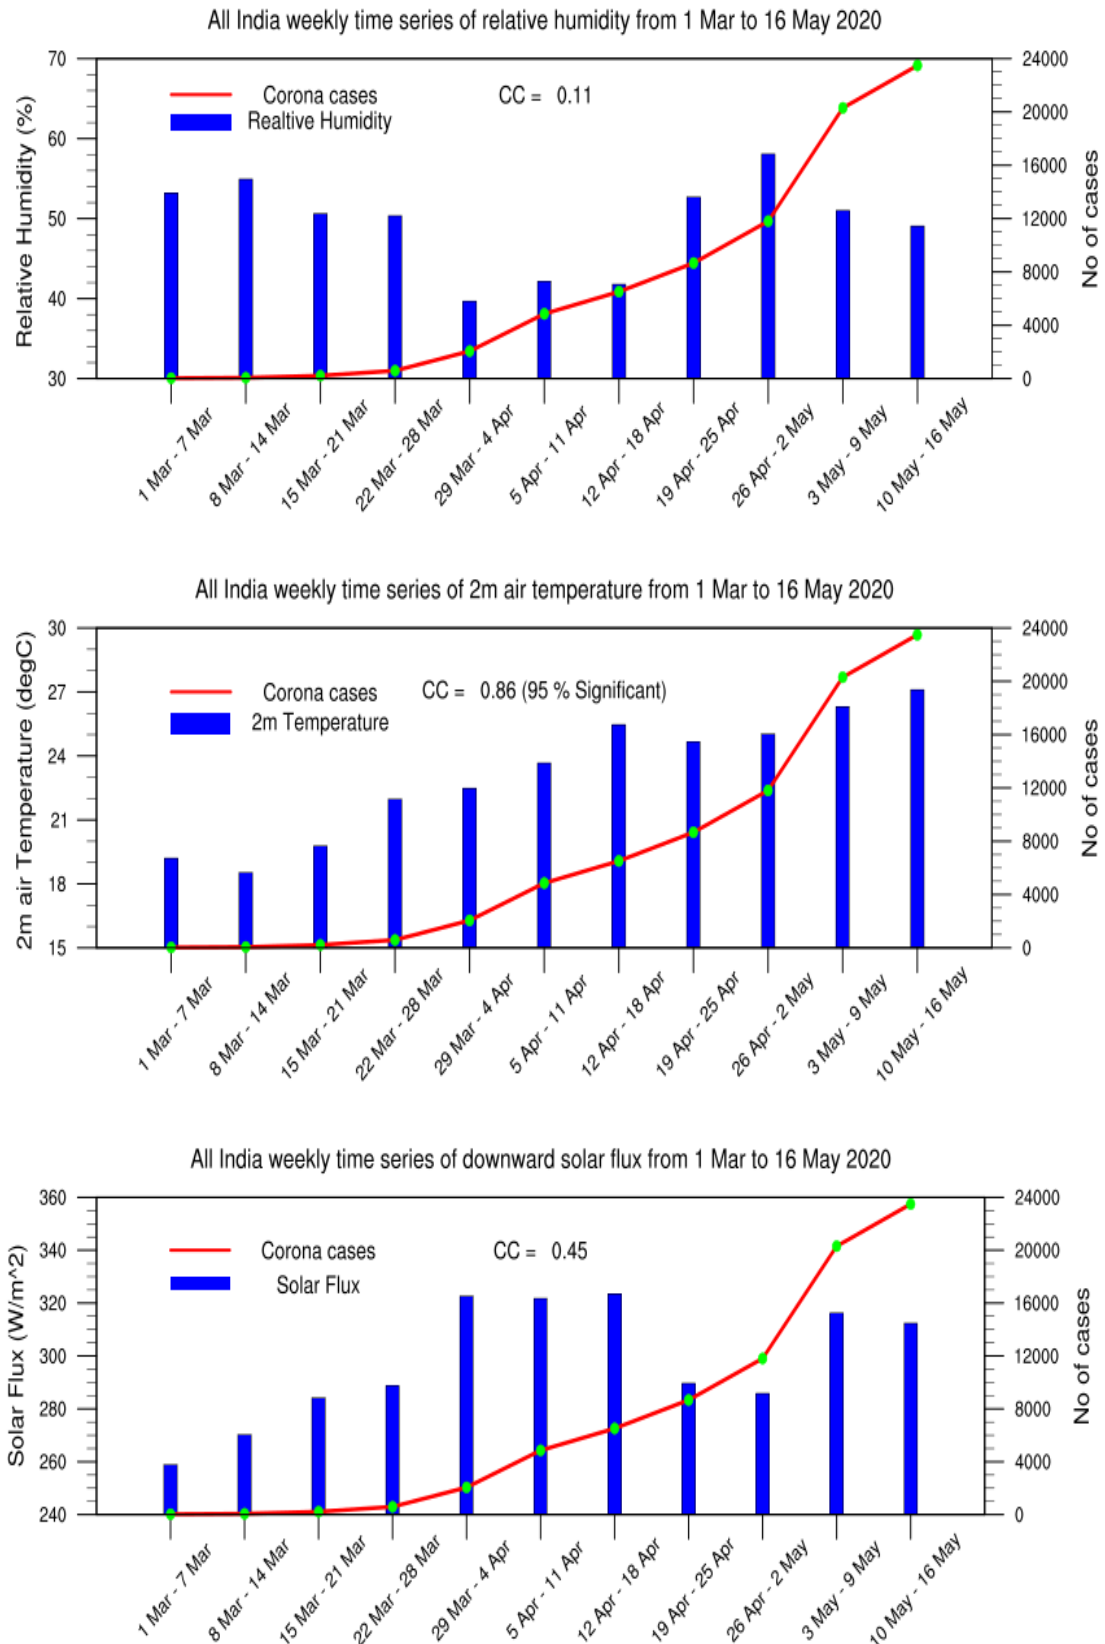 All India weekly time series of relative humidity from 1 Mar to 16 May 2020
Relative Humidity (%)
70
60
50
40
30
Corona cases
CC = 0.11
Realtive Humidity
24000
20000
16000
12000
8000
4000
0
No of cases
1 Mar - 7 Mar
8 Mar - 14 Mar
15 Mar - 21 Mar
22 Mar - 28 Mar
29 Mar - 4 Apr
5 Apr - 11 Apr
12 Apr - 18 Apr
19 Apr - 25 Apr
26 Apr - 2 May
3 May - 9 May
10 May - 16 May
All India weekly time series of 2m air temperature from 1 Mar to 16 May 2020
2m air Temperature (degC)
30
27
24
21
18
15
Corona cases
CC = 0.86 (95 % Significant)
2m Temperature
24000
20000
16000
12000
8000
4000
0
No of cases
1 Mar - 7 Mar
8 Mar - 14 Mar
15 Mar - 21 Mar
22 Mar - 28 Mar
29 Mar - 4 Apr
5 Apr - 11 Apr
12 Apr - 18 Apr
19 Apr - 25 Apr
26 Apr - 2 May
3 May - 9 May
10 May - 16 May
All India weekly time series of downward solar flux from 1 Mar to 16 May 2020
Solar Flux (W/m^2)
360
340
320
300
280
260
240
Corona cases
CC = 0.45
Solar Flux
24000
20000
16000
12000
8000
4000
0
No of cases
1 Mar - 7 Mar
8 Mar - 14 Mar
15 Mar - 21 Mar
22 Mar - 28 Mar
29 Mar - 4 Apr
5 Apr - 11 Apr
12 Apr - 18 Apr
19 Apr - 25 Apr
26 Apr - 2 May
3 May - 9 May
10 May - 16 May